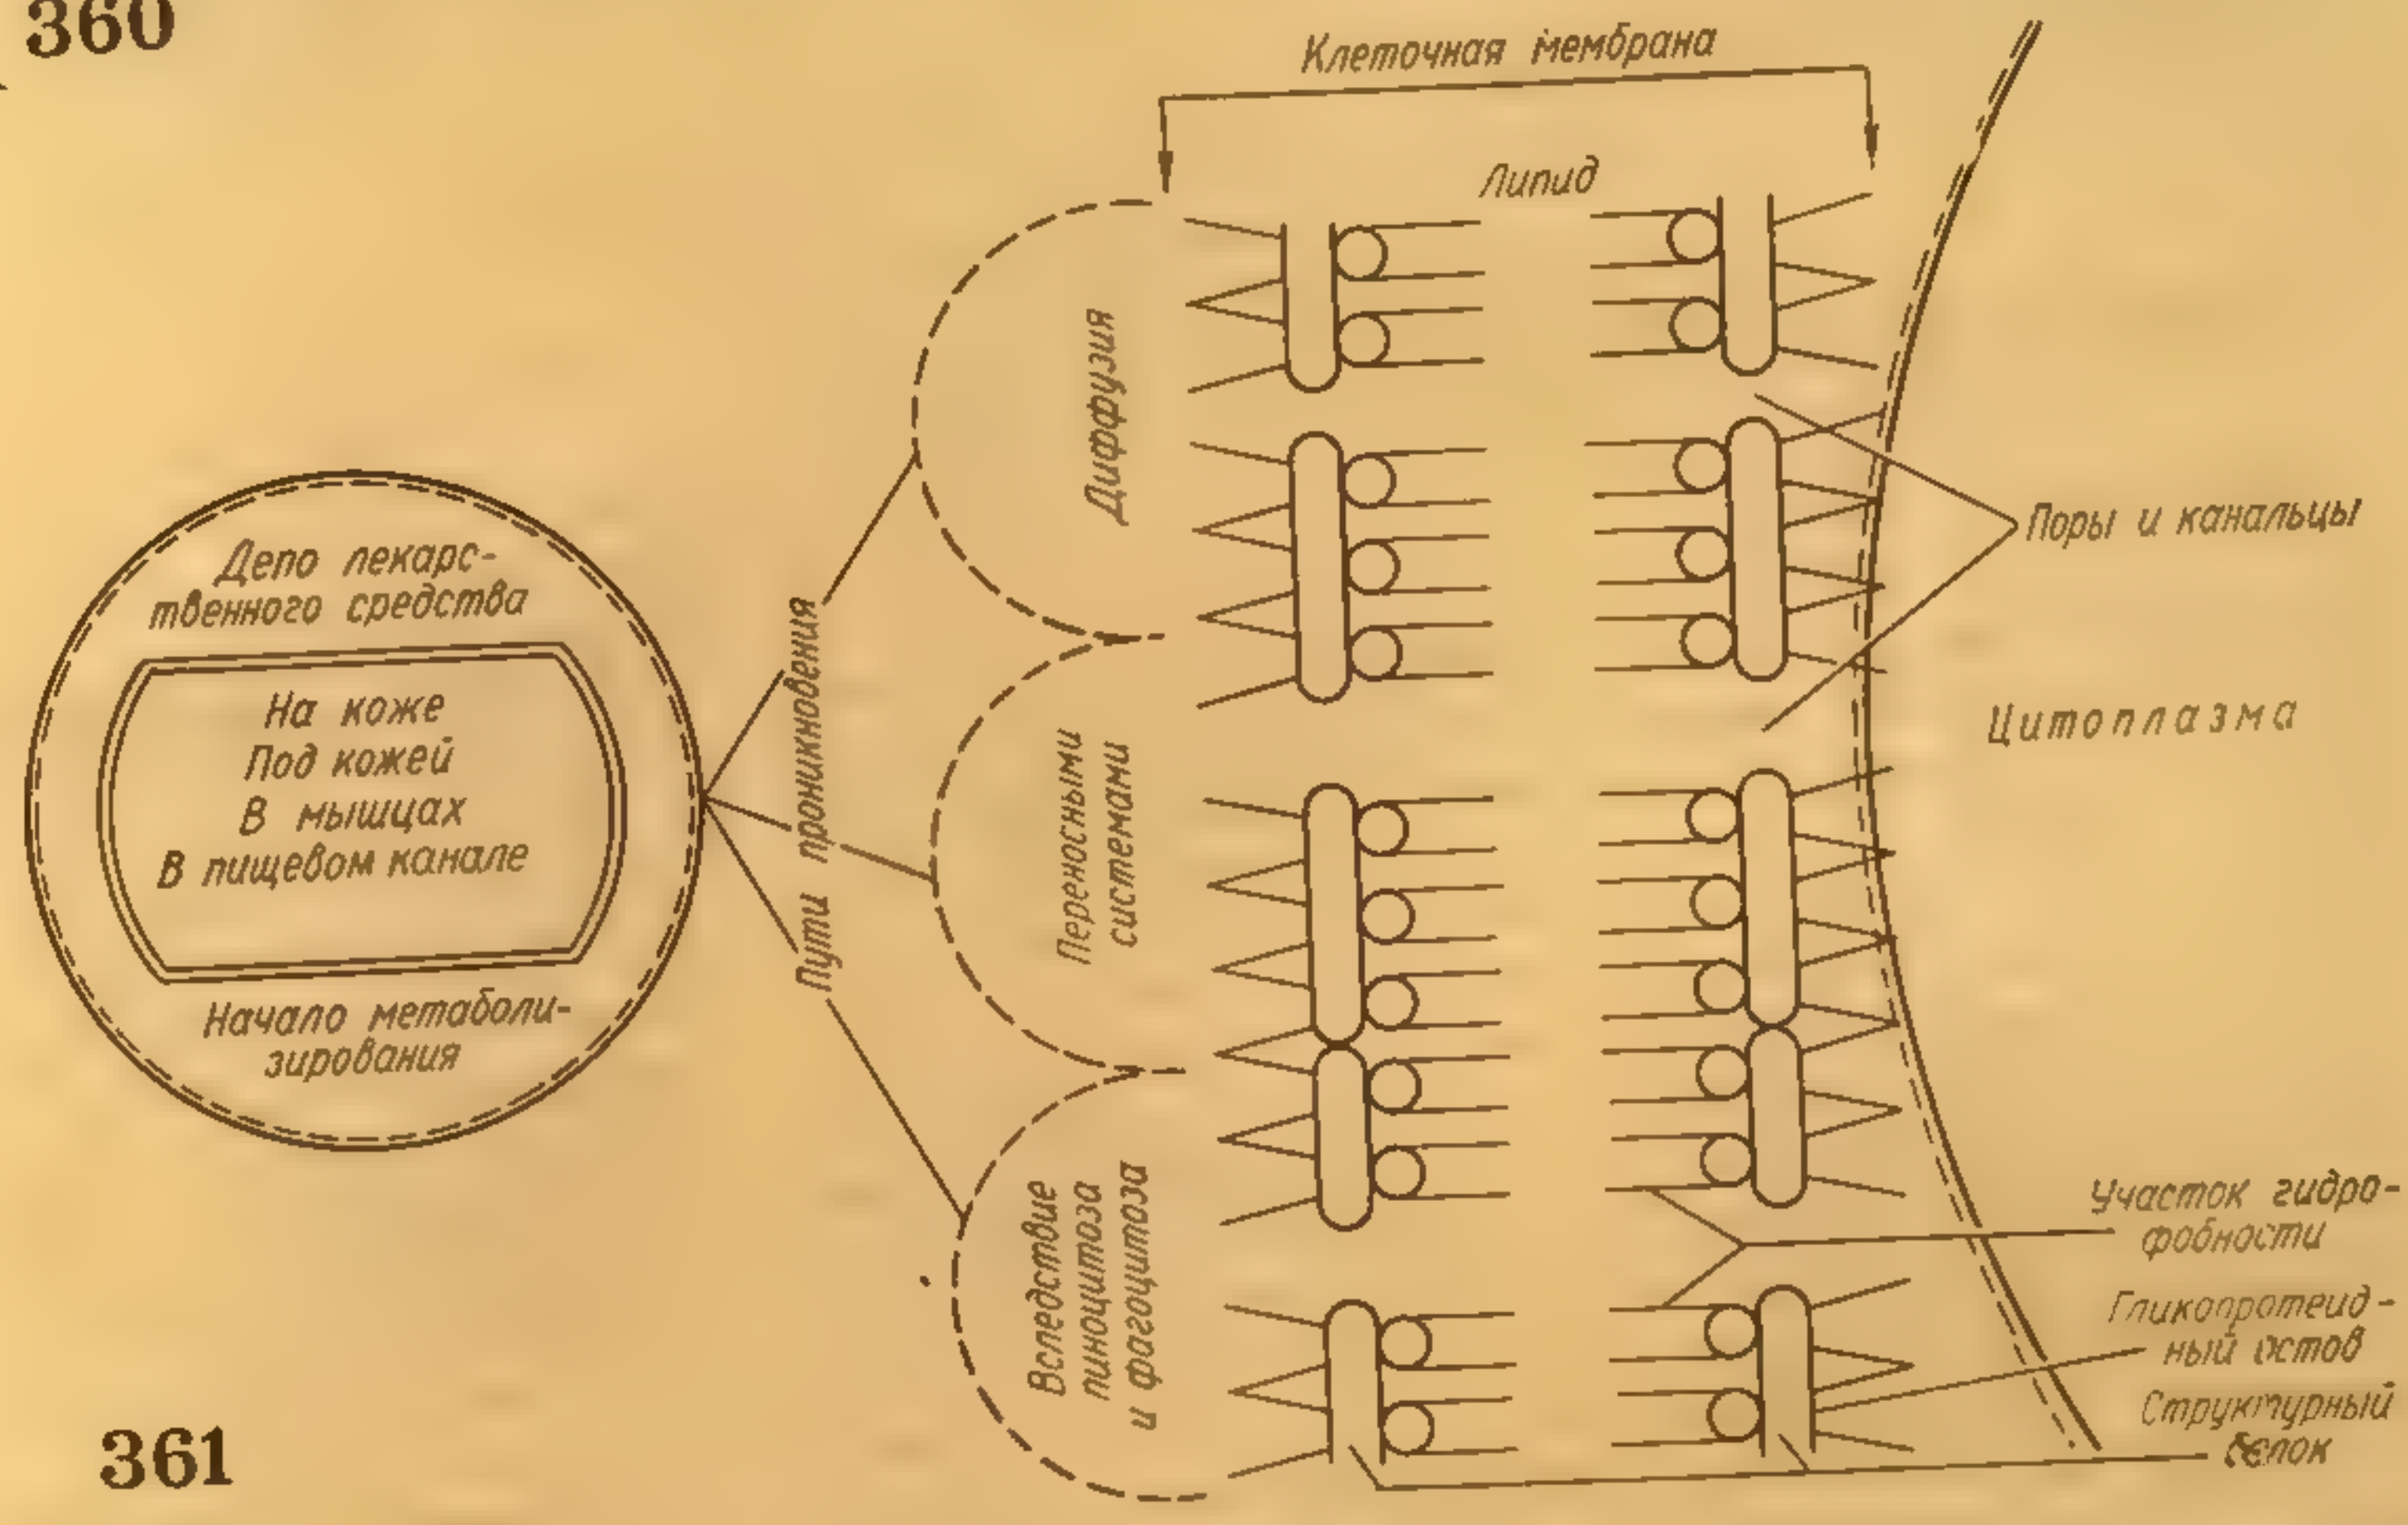 360
Клеточная мембрана
Липид
Депо лекарс-
твенного средства
На коже
Под кожей
В мышцах
В пищевом канале
Начало метаболи-
зирования
Пути проникновения
Диффузия
Переносными
системами
Вследствие
пиноцитоза
и фагоцитоза
Поры и канальцы
Цитоплазма
Участок гидро-
фобности
Гликопротеид-
ный остов
Структурный
белок
361